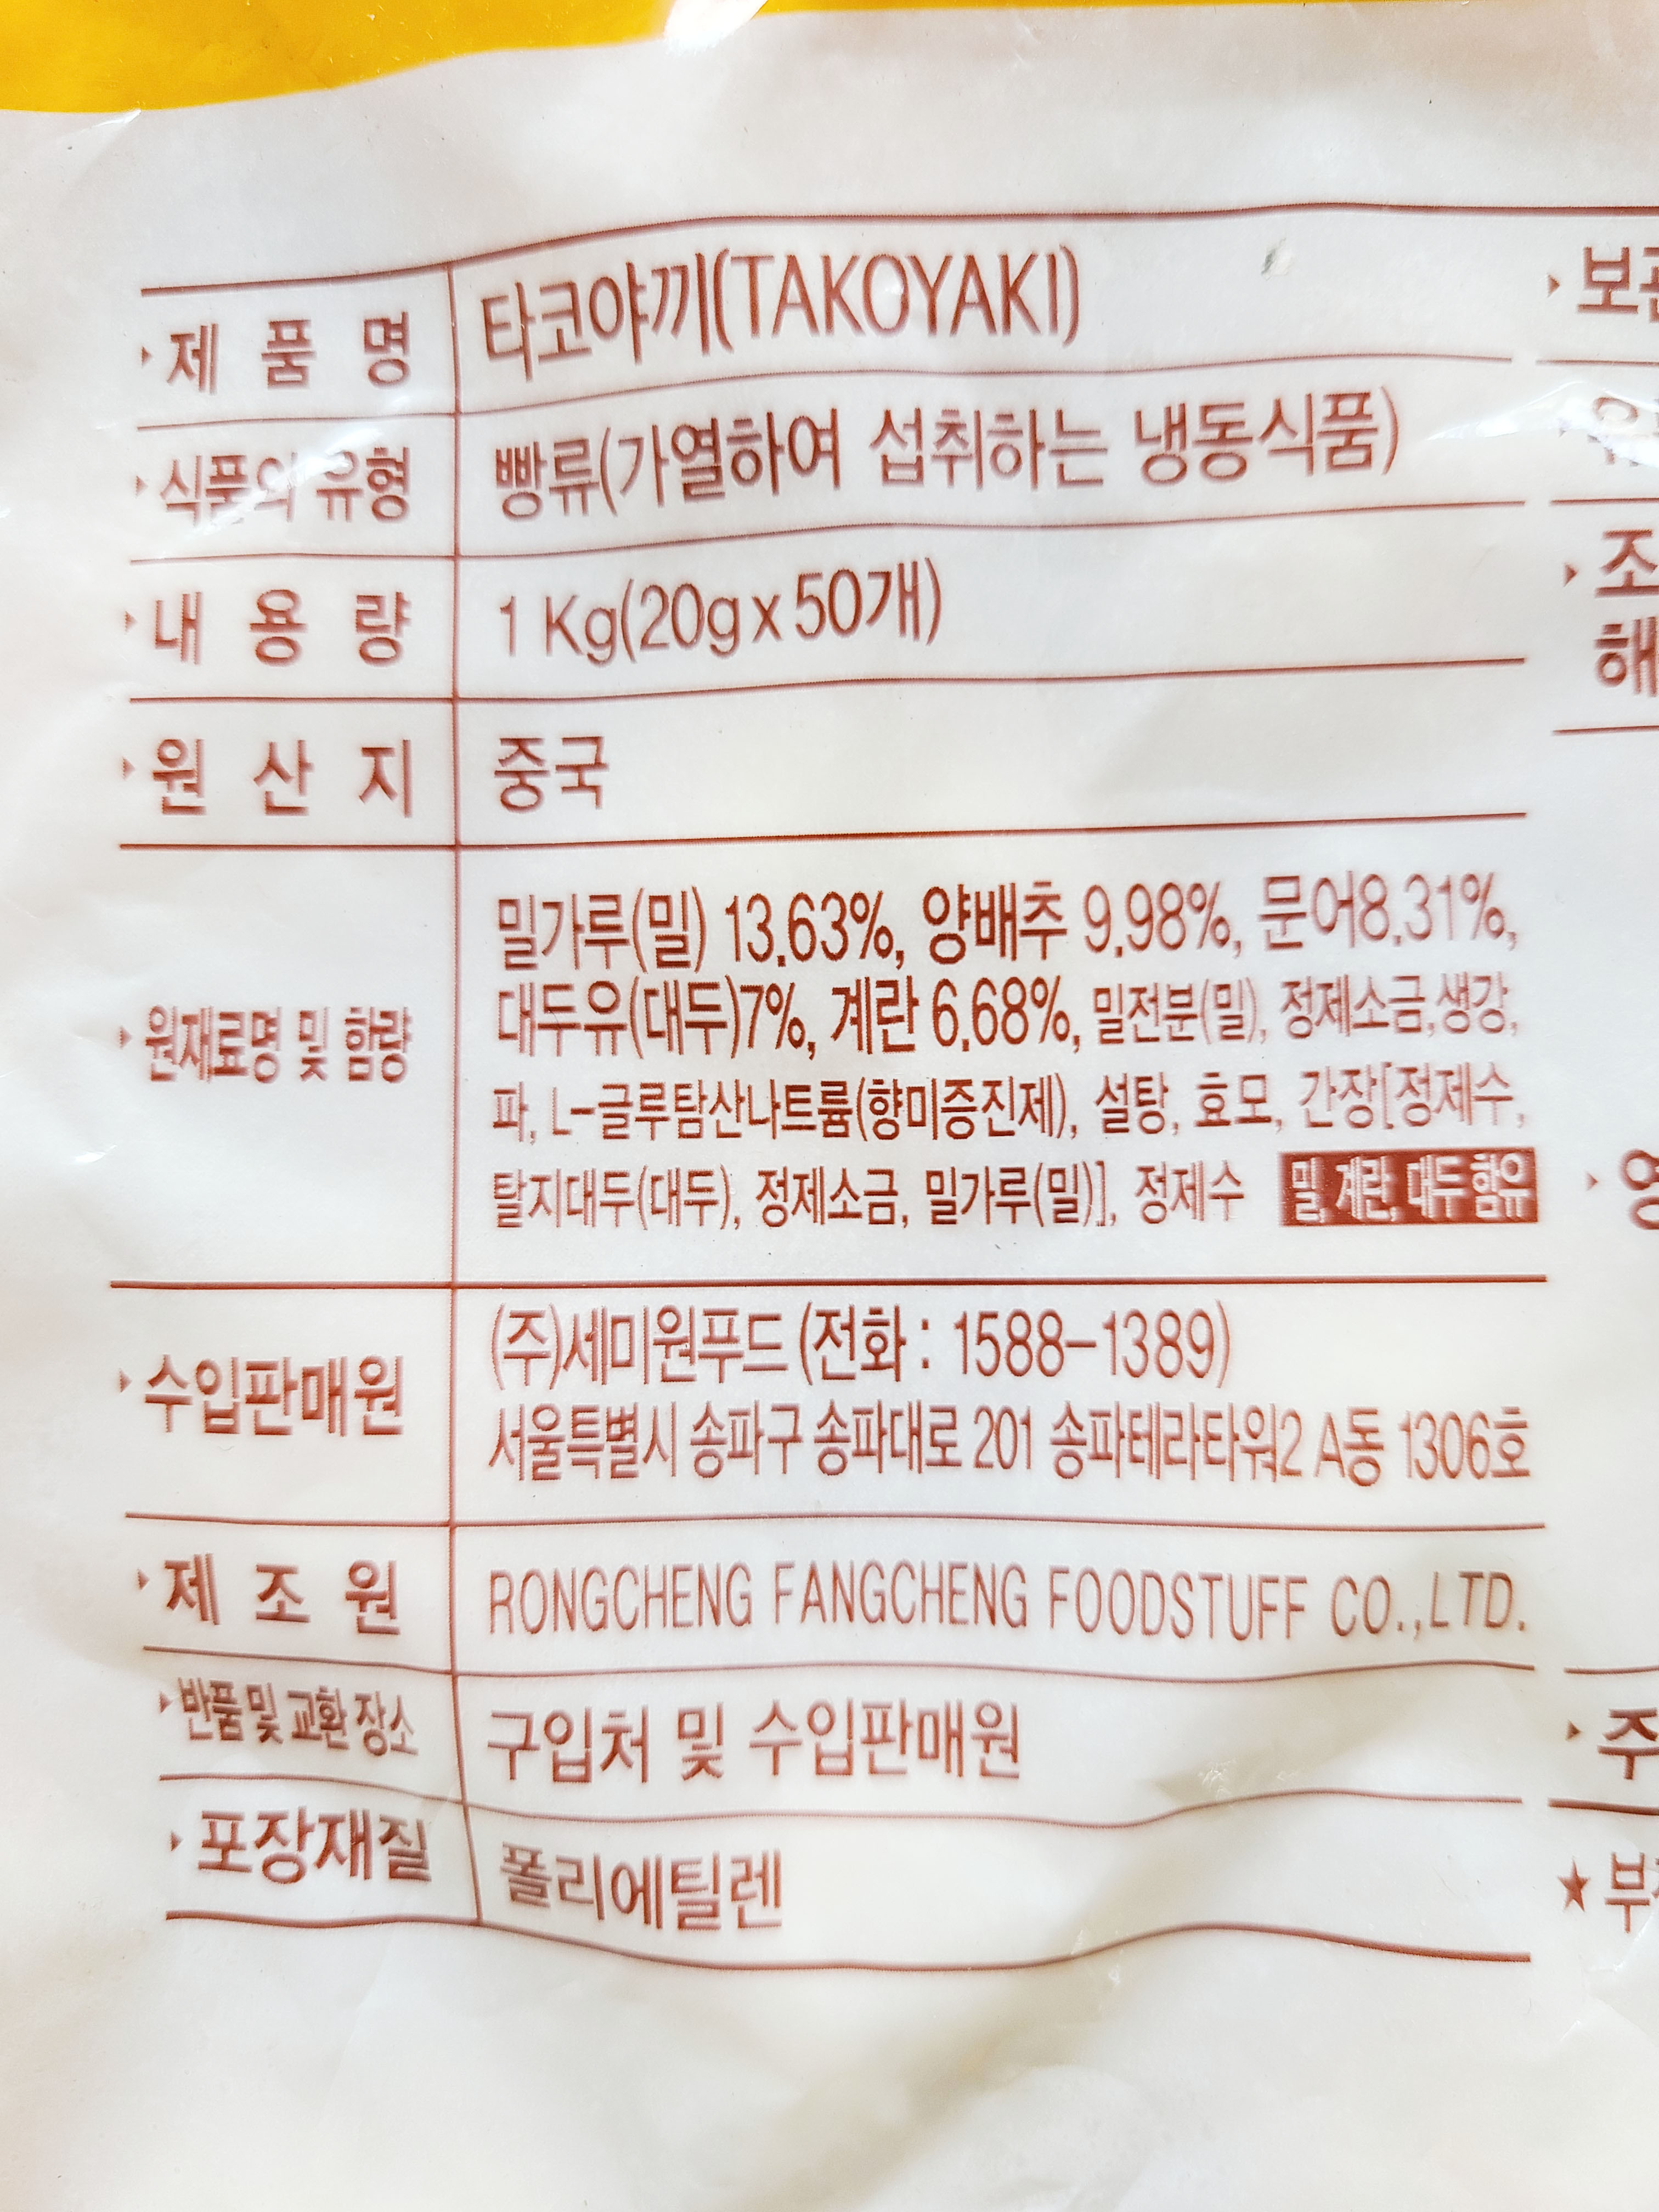 제 품 명 타코야끼(TAKOYAKI)
식품의 유형 빵류(가열하여 섭취하는 냉동식품)
내 용 량 1 Kg(20g x 50개)
원 산 지 중국
원재료명 및 함량
밀가루(밀) 13.63%, 양배추 9.98%, 문어8.31%,
대두유(대두)7%, 계란 6.68%, 밀전분(밀), 정제소금,생강,
파, L-글루탐산나트륨(향미증진제), 설탕, 효모, 간장[정제수,
탈지대두(대두), 정제소금, 밀가루(밀)], 정제수 밀, 계란, 대두 함유
수입판매원
(주)세미원푸드 (전화 : 1588-1389)
서울특별시 송파구 송파대로 201 송파테라타워2 A동 1306호
제 조 원 RONGCHENG FANGCHENG FOODSTUFF CO.,LTD.
반품 및 교환 장소 구입처 및 수입판매원
포장재질 폴리에틸렌
조
해
주
★ 부